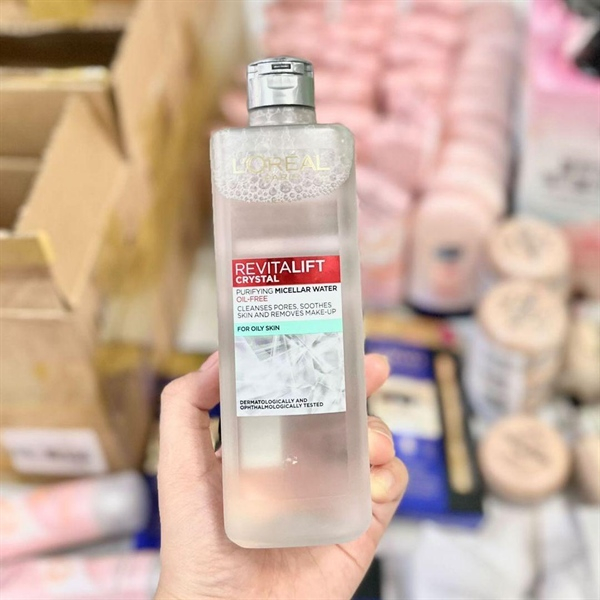 L'ORÉAL
PARIS
REVITALIFT
CRYSTAL
PURIFYING MICELLAR WATER
OIL-FREE
CLEANSES PORES, SOOTHES
SKIN AND REMOVES MAKE-UP
FOR OILY SKIN
DERMATOLOGICALLY AND
OPHTHALMOLOGICALLY TESTED